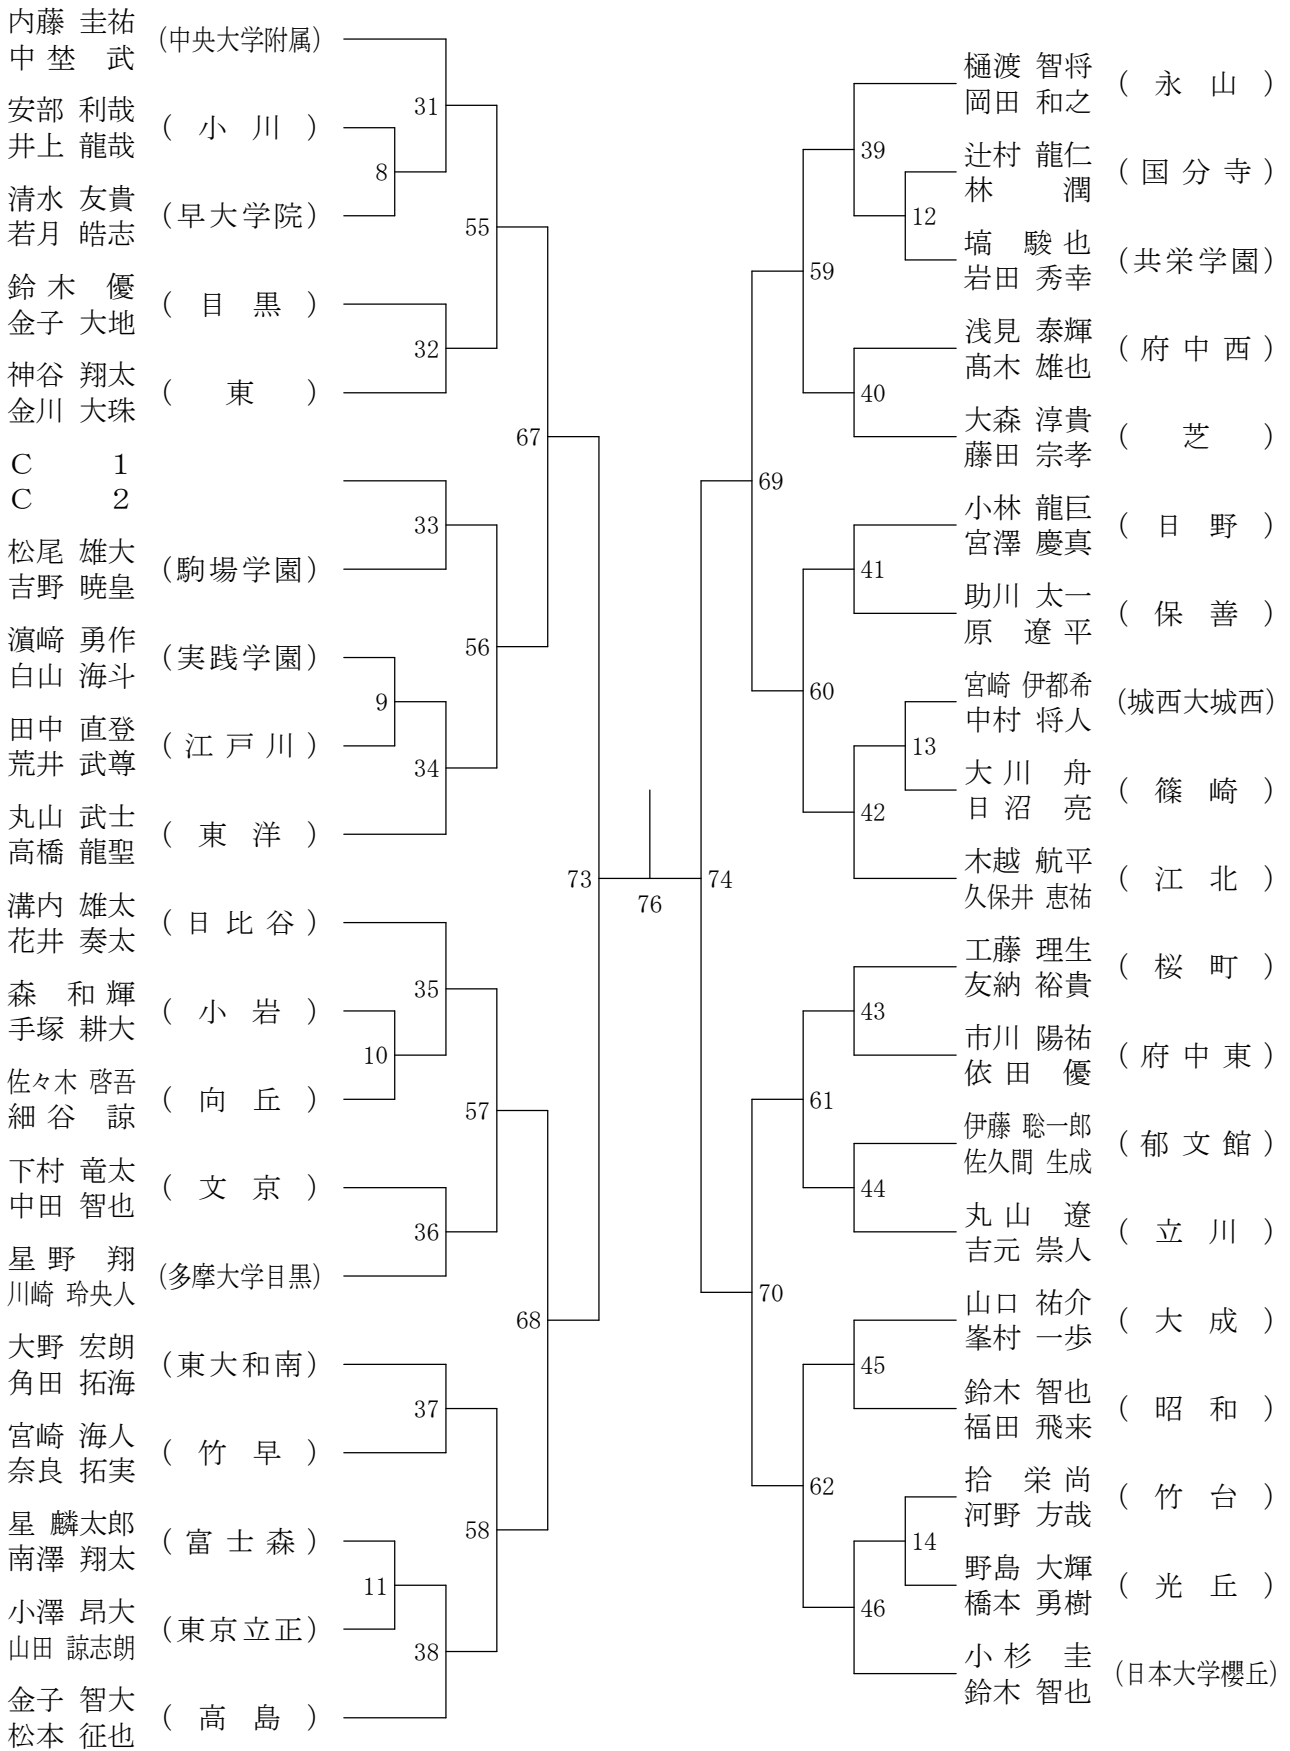 内藤 圭祐
中埜 武
(中央大学附属)
安部 利哉
井上 龍哉
(小川)
清水 友貴
若月 皓志
(早大学院)
鈴木 優
金子 大地
(目黒)
神谷 翔太
金川 大珠
(東)
C 1
C 2
松尾 雄大
吉野 暁皇
(駒場学園)
濵﨑 勇作
白山 海斗
(実践学園)
田中 直登
荒井 武尊
(江戸川)
丸山 武士
高橋 龍聖
(東洋)
溝内 雄太
花井 奏太
(日比谷)
森 和輝
手塚 耕大
(小岩)
佐々木 啓吾
細谷 諒
(向丘)
下村 竜太
中田 智也
(文京)
星野 翔
川崎 玲央人
(多摩大学目黒)
大野 宏朗
角田 拓海
(東大和南)
宮崎 海人
奈良 拓実
(竹早)
星 麟太郎
南澤 翔太
(富士森)
小澤 昂大
山田 諒志朗
(東京立正)
金子 智大
松本 征也
(高島)
31
8
55
32
67
33
56
9
34
73
35
10
57
36
68
37
58
11
38
76
74
39
12
59
40
69
41
60
13
42
43
61
44
70
45
62
14
46
樋渡 智将
岡田 和之
(永山)
辻村 龍仁
林 潤
(国分寺)
塙 駿也
岩田 秀幸
(共栄学園)
浅見 泰輝
髙木 雄也
(府中西)
大森 淳貴
藤田 宗孝
(芝)
小林 龍巨
宮澤 慶真
(日野)
助川 太一
原 遼平
(保善)
宮崎 伊都希
中村 将人
(城西大城西)
大川 舟
日沼 亮
(篠崎)
木越 航平
久保井 恵祐
(江北)
工藤 理生
友納 裕貴
(桜町)
市川 陽祐
依田 優
(府中東)
伊藤 聡一郎
佐久間 生成
(郁文館)
丸山 遼
吉元 崇人
(立川)
山口 祐介
峯村 一歩
(大成)
鈴木 智也
福田 飛来
(昭和)
拾 栄尚
河野 方哉
(竹台)
野島 大輝
橋本 勇樹
(光丘)
小杉 圭
鈴木 智也
(日本大学櫻丘)